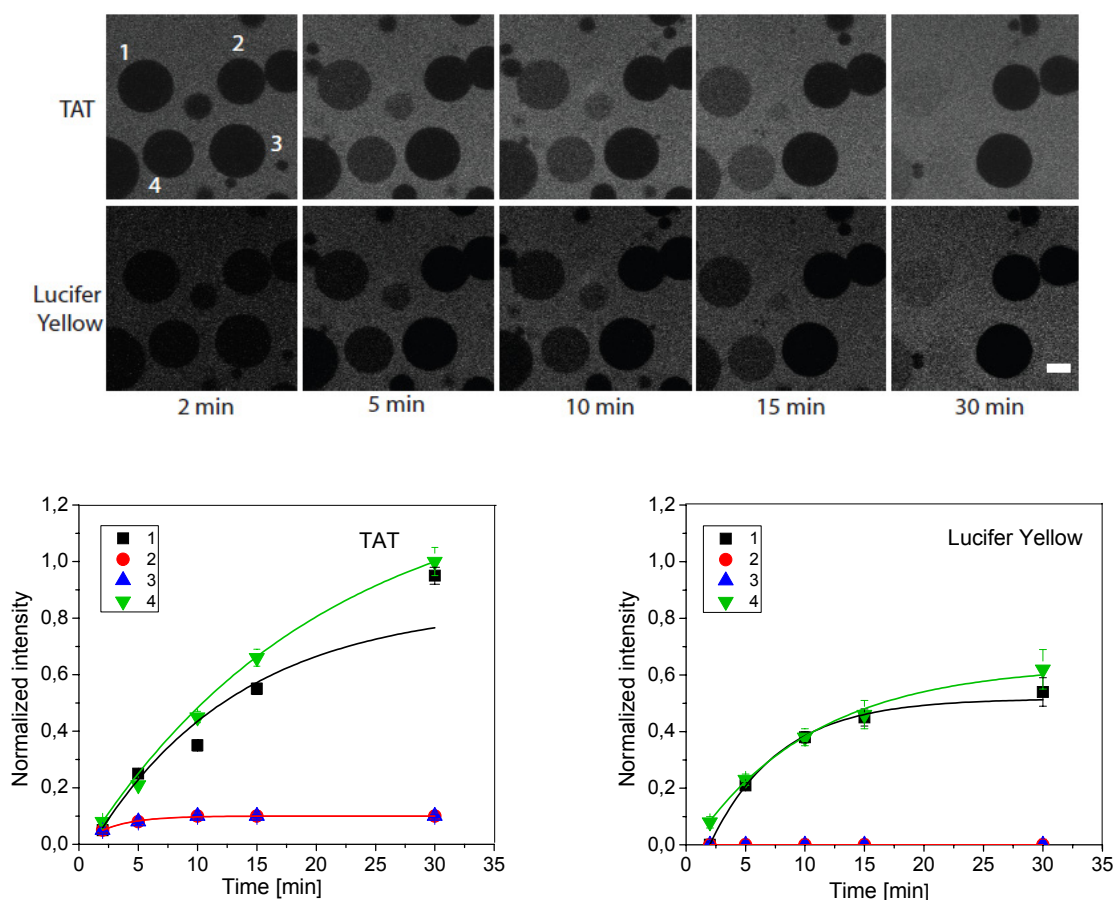 1
2
3
4
TAT
Lucifer
Yellow
2 min
5 min
10 min
15 min
30 min
1,2
1,0
0,8
0,6
0,4
0,2
0,0
Normalized intensity
1
2
3
4
TAT
0 5 10 15 20 25 30 35
Time [min]
1,2
1,0
0,8
0,6
0,4
0,2
0,0
Normalized intensity
1
2
3
4
Lucifer Yellow
0 5 10 15 20 25 30 35
Time [min]